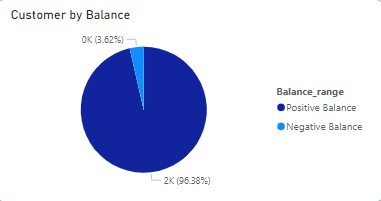 Customer by Balance
0K (3.62%)
Balance_range
Positive Balance
Negative Balance
2K (96.38%)